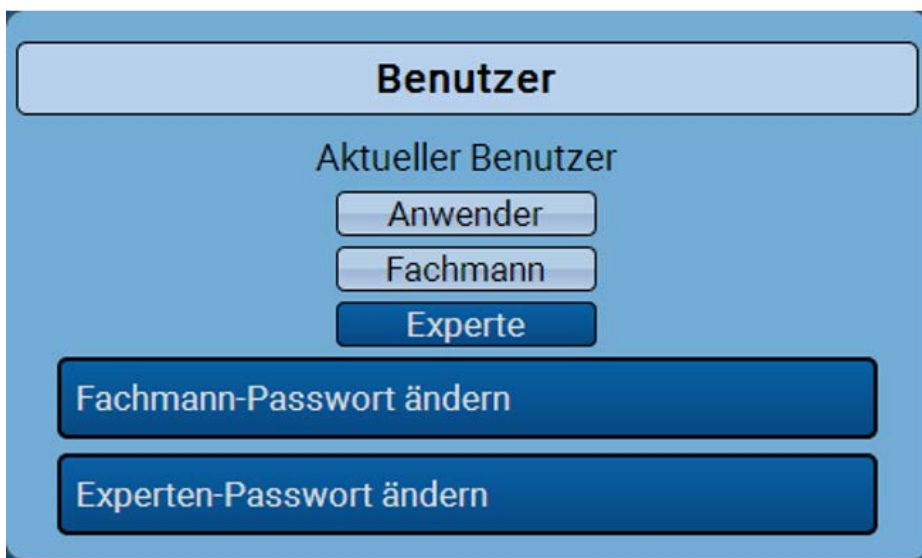 Benutzer
Aktueller Benutzer
Anwender
Fachmann
Experte
Fachmann-Passwort ändern
Experten-Passwort ändern